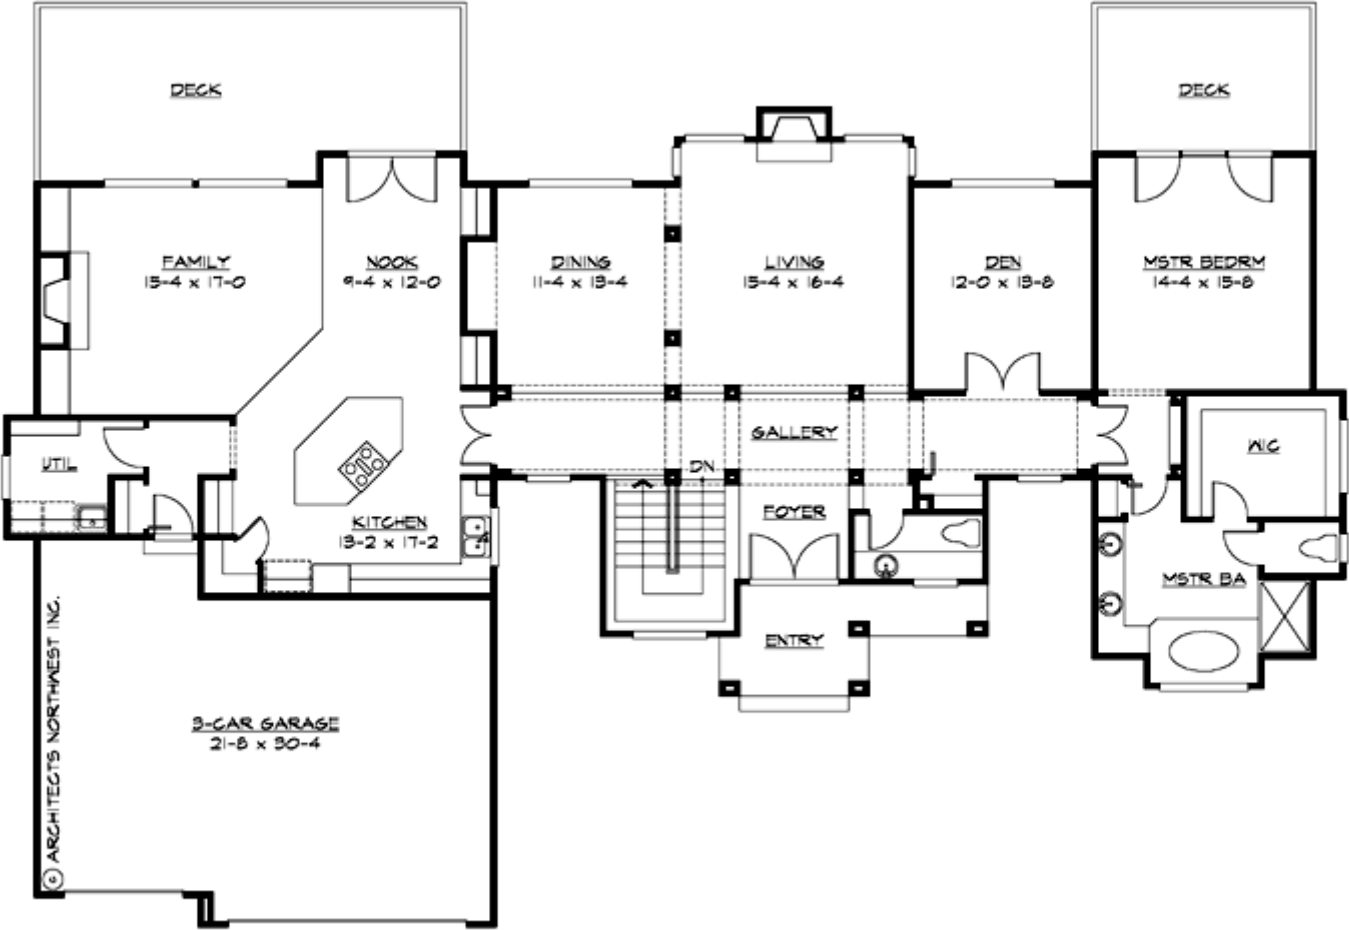 DECK
DECK
FAMILY
15-4 x 17-0
NOOK
9-4 x 12-0
DINING
11-4 x 13-4
LIVING
15-4 x 16-4
DEN
12-0 x 13-8
MSTR BEDRM
14-4 x 15-8
GALLERY
WIC
UTIL
DN
FOYER
KITCHEN
13-2 x 17-2
MSTR BA
ENTRY
3-CAR GARAGE
21-8 x 30-4
© ARCHITECTS NORTHWEST INC.